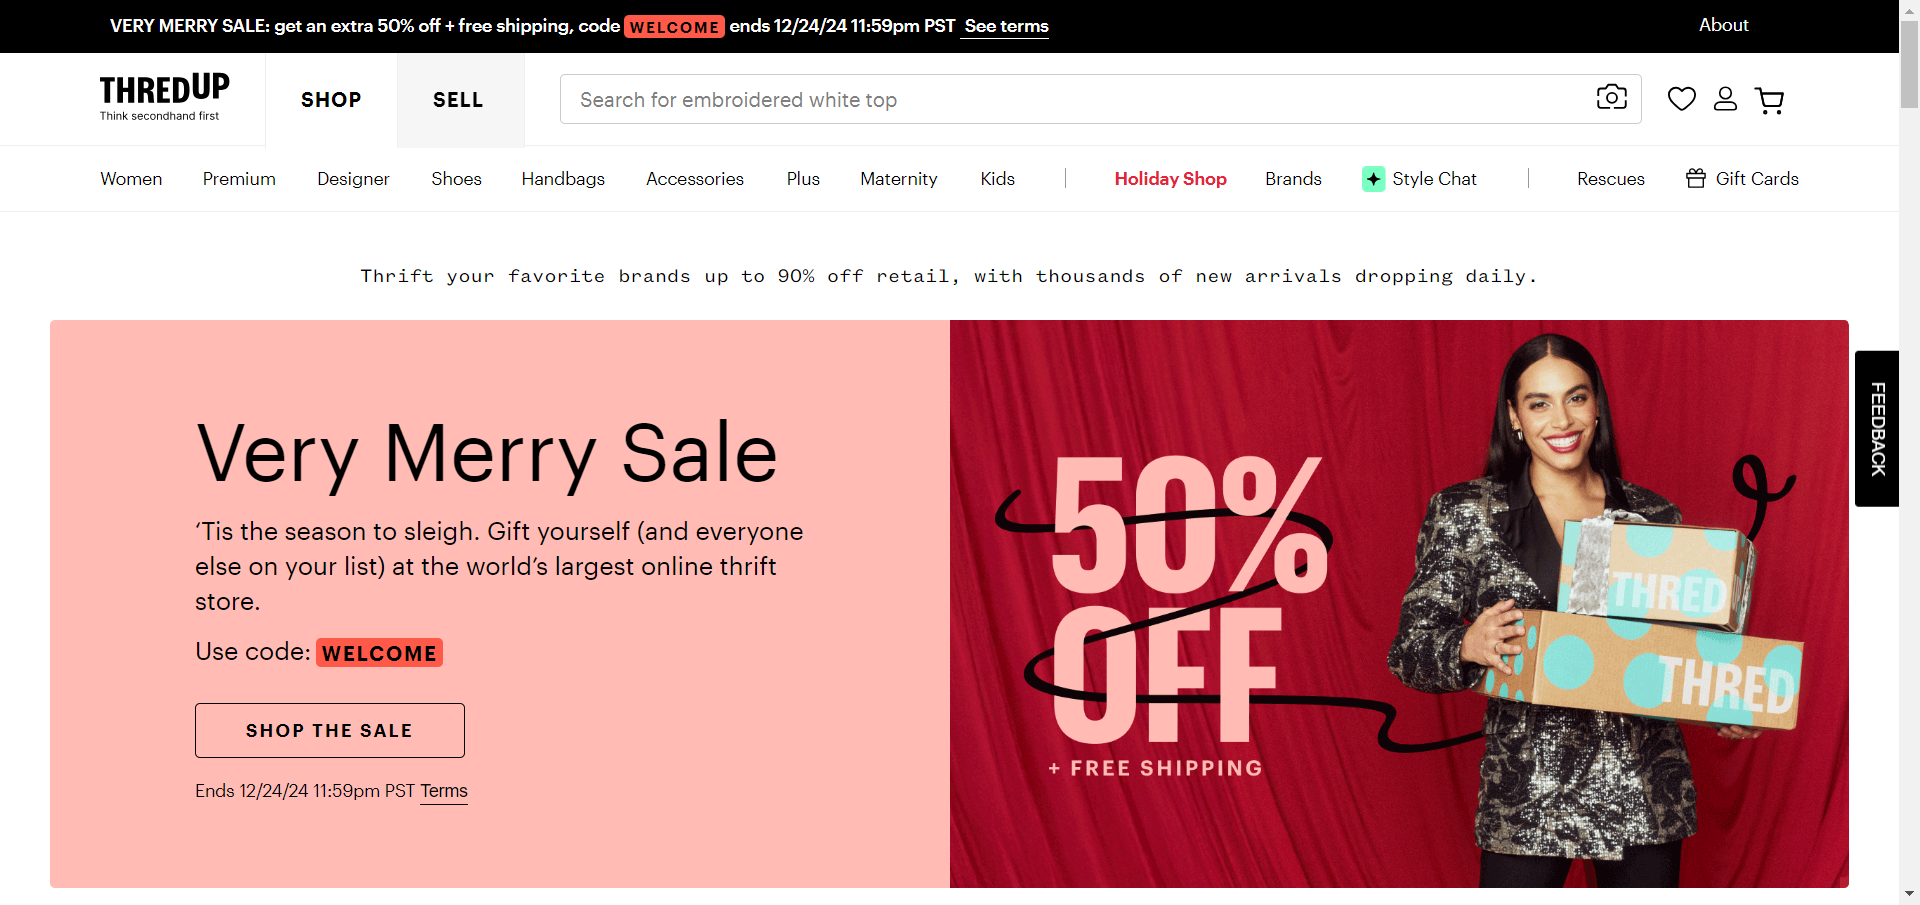 VERY MERRY SALE: get an extra 50% off + free shipping, code WELCOME ends 12/24/24 11:59pm PST See terms
About
THREDUP
Think secondhand first
SHOP
SELL
Search for embroidered white top
Women
Premium
Designer
Shoes
Handbags
Accessories
Plus
Maternity
Kids
Holiday Shop
Brands
Style Chat
Rescues
Gift Cards
Thrift your favorite brands up to 90% off retail, with thousands of new arrivals dropping daily.
Very Merry Sale
‘Tis the season to sleigh. Gift yourself (and everyone
else on your list) at the world’s largest online thrift
store.
Use code: WELCOME
SHOP THE SALE
Ends 12/24/24 11:59pm PST Terms
50%
OFF
+ FREE SHIPPING
THRED
THRED
FEEDBACK